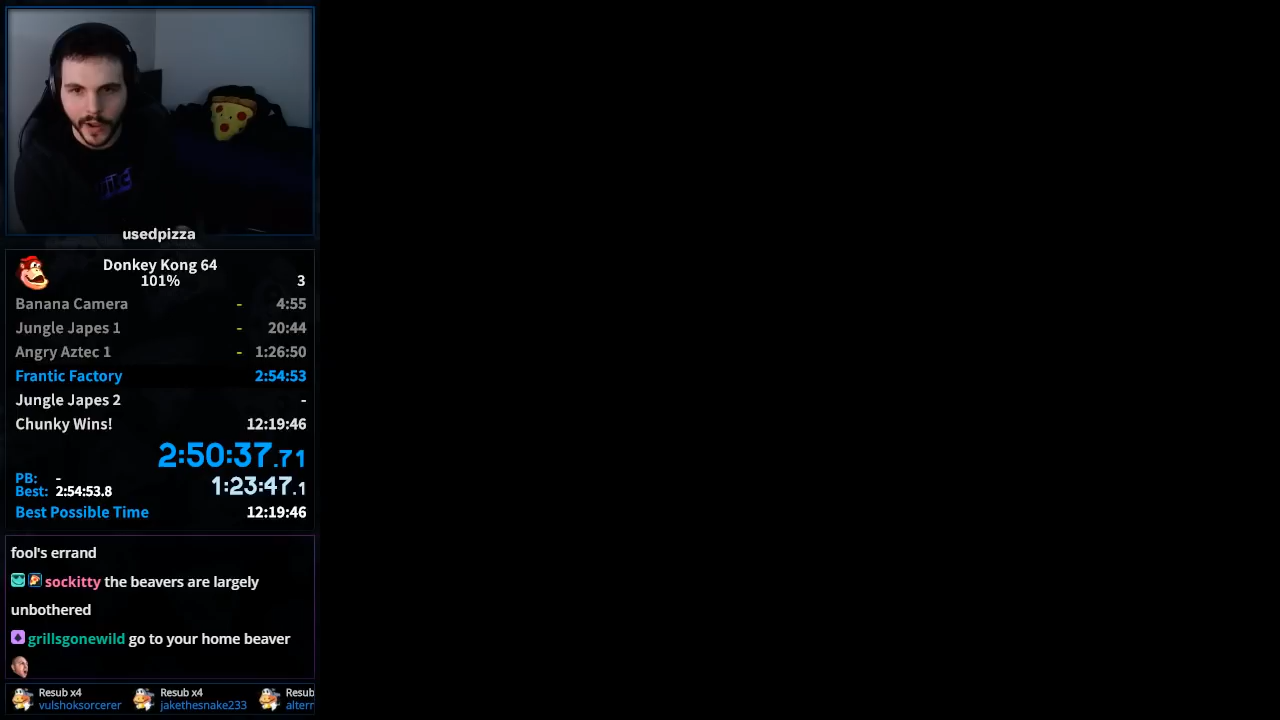 usedpizza
Donkey Kong 64
101% 3
Banana Camera - 4:55
Jungle Japes 1 - 20:44
Angry Aztec 1 - 1:26:50
Frantic Factory 2:54:53
Jungle Japes 2 -
Chunky Wins! 12:19:46
2:50:37.71
PB: -
Best: 2:54:53.8
1:23:47.1
Best Possible Time 12:19:46
fool's errand
sockitty the beavers are largely
unbothered
grillsgonewild go to your home beaver
Resub x4
vulshoksorcerer
Resub x4
jakethesnake233
Resub
altern